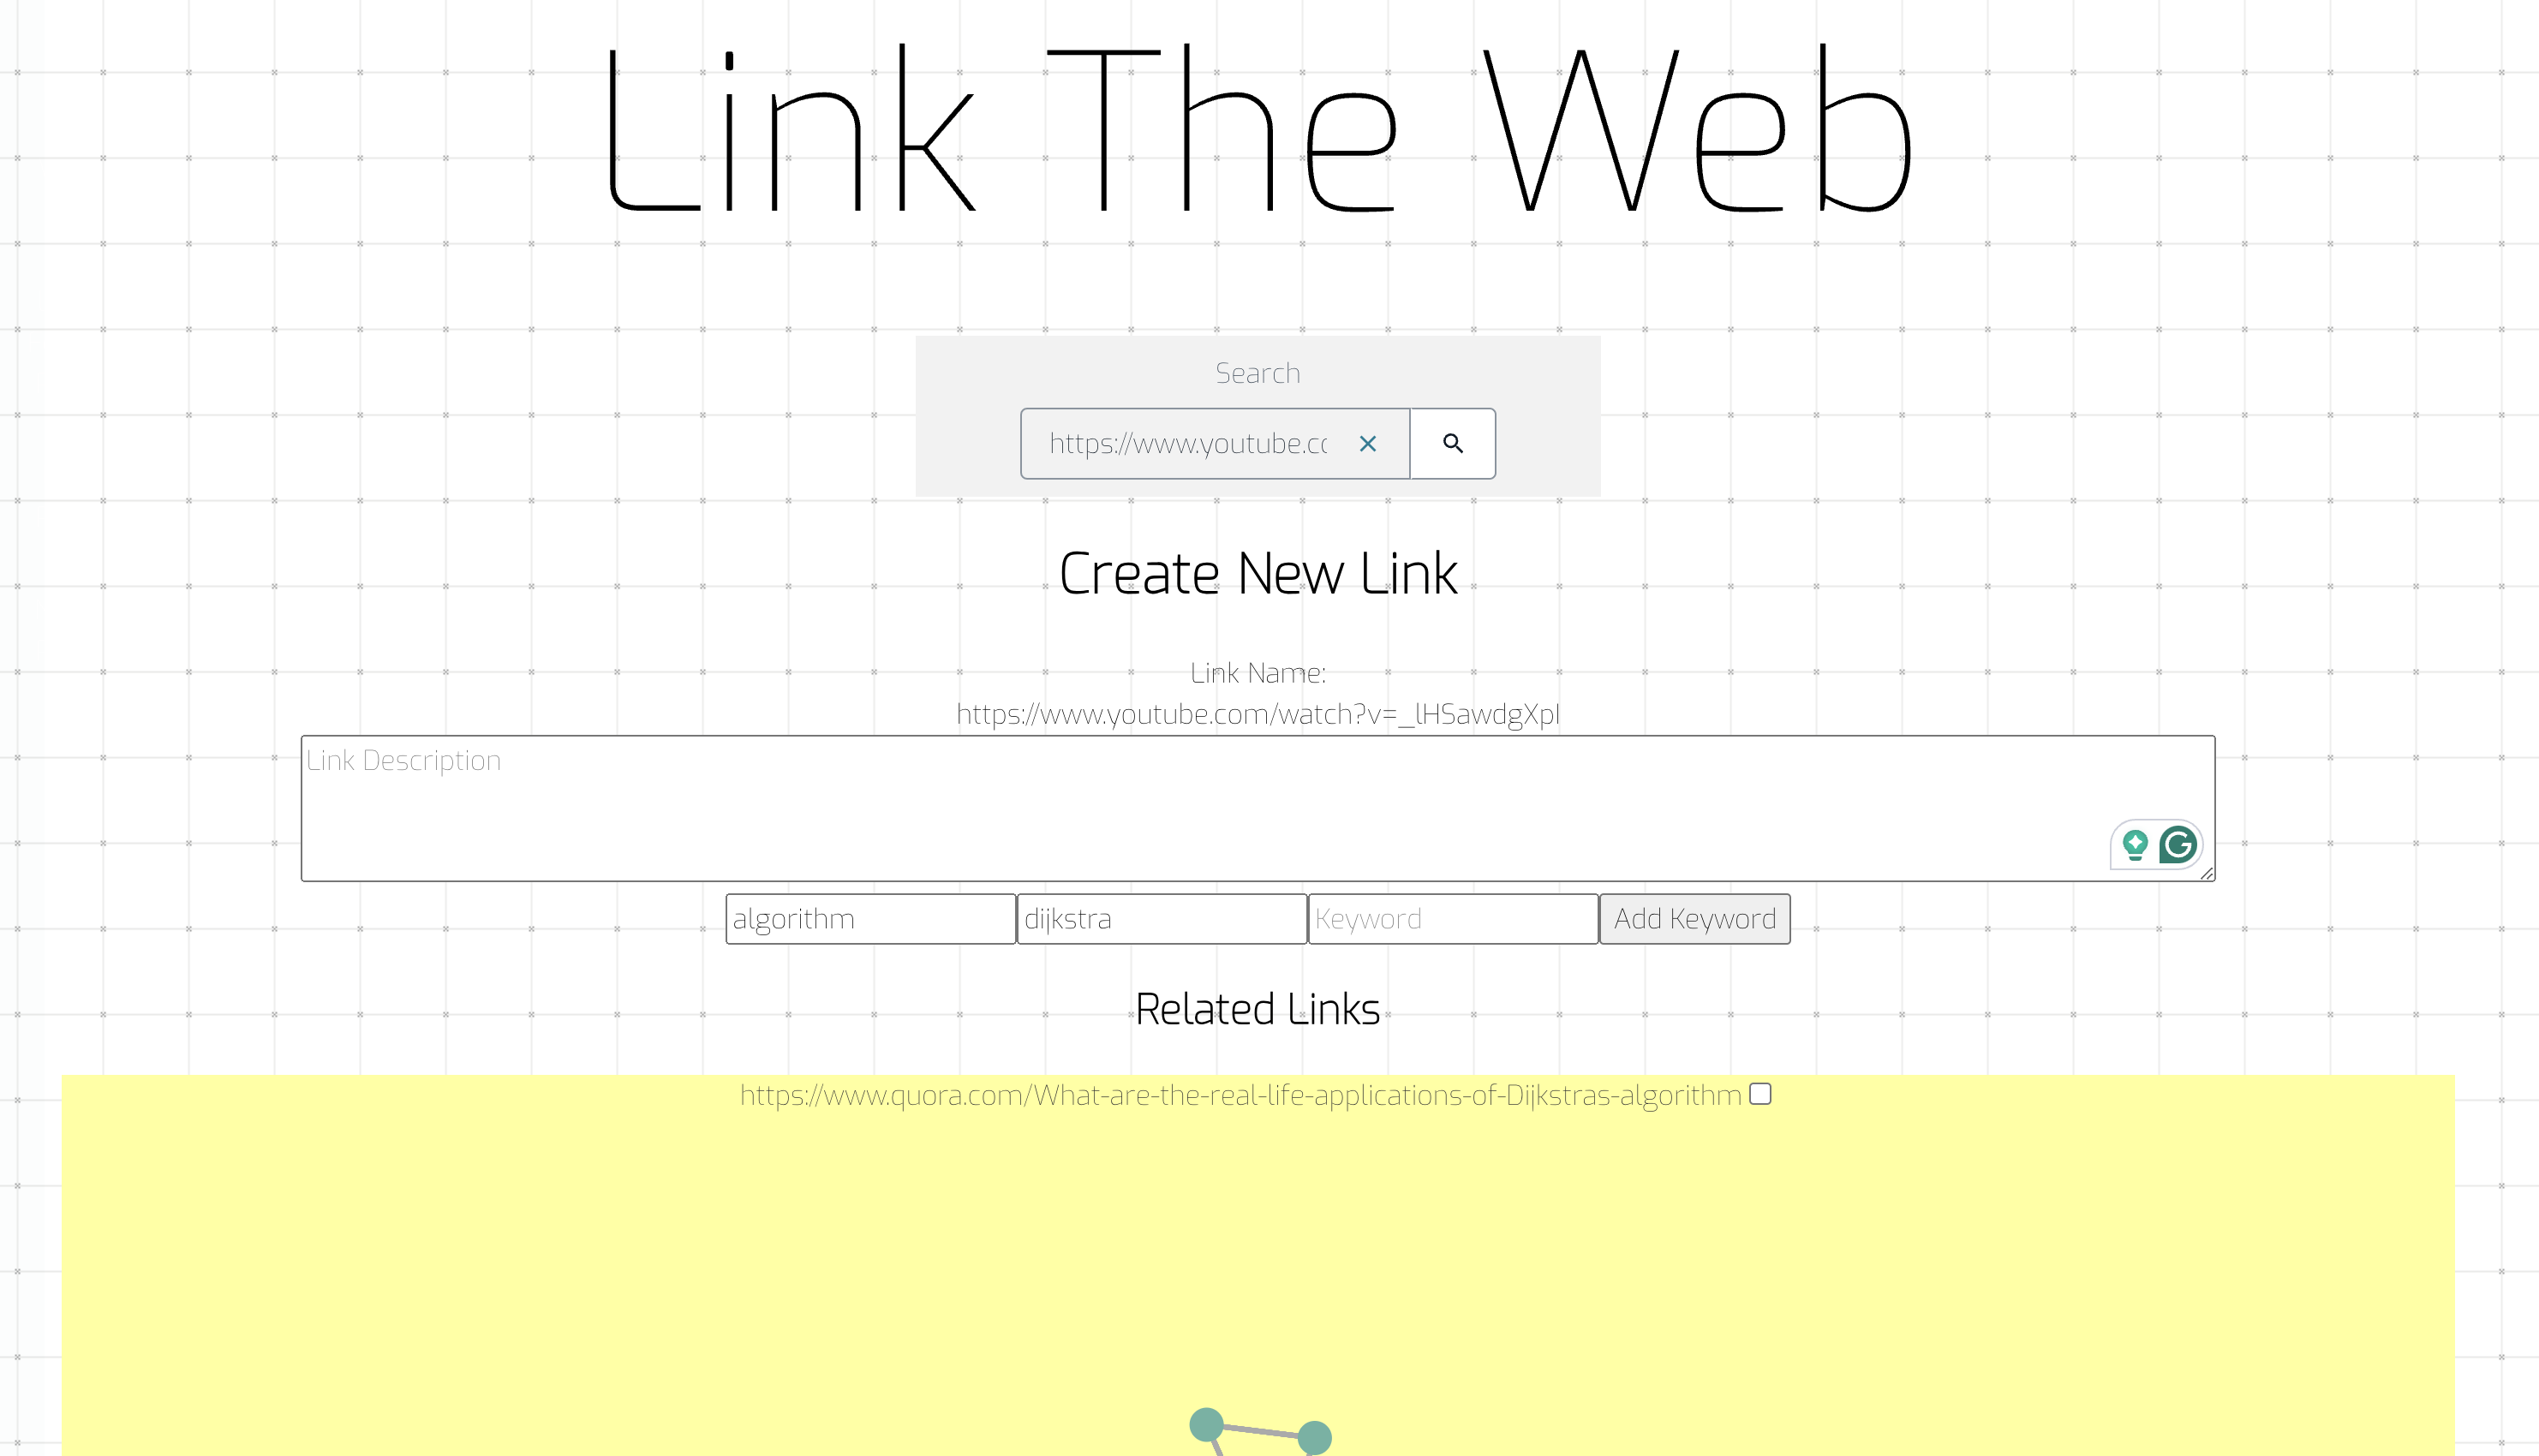 Link The Web
Search
https://www.youtube.cc
Create New Link
Link Name:
https://www.youtube.com/watch?v=_lHSawdgXpI
Link Description
algorithm dijkstra Keyword Add Keyword
Related Links
https://www.quora.com/What-are-the-real-life-applications-of-Dijkstras-algorithm